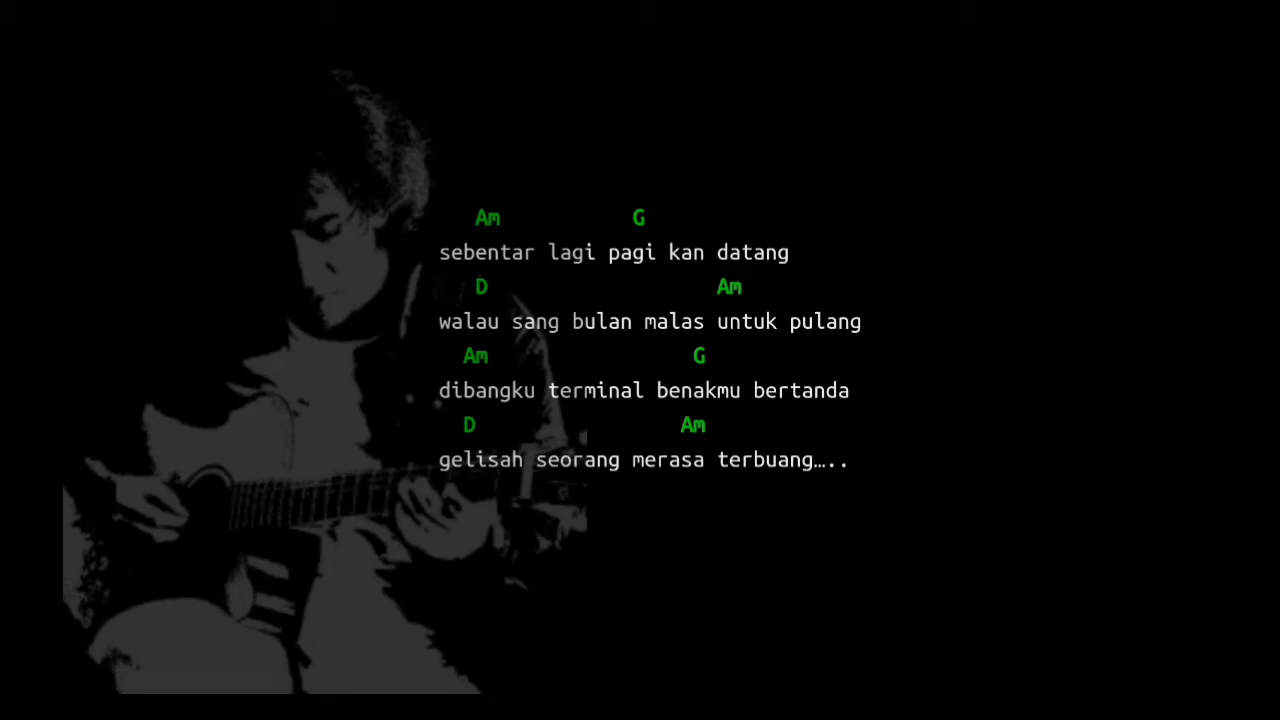 Am G
sebentar lagi pagi kan datang
D Am
walau sang bulan malas untuk pulang
Am G
dibangku terminal benakmu bertanda
D Am
gelisah seorang merasa terbuang.....